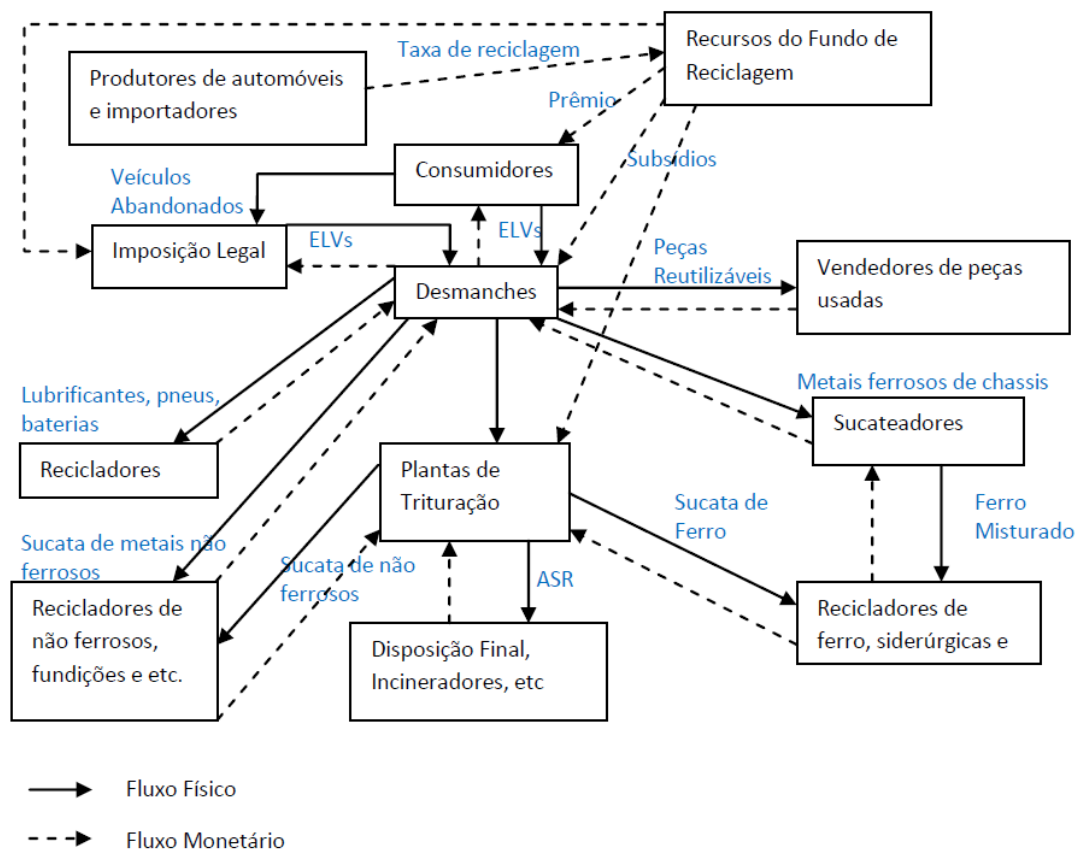 Taxa de reciclagem
Recursos do Fundo de
Reciclagem
Produtores de automóveis
e importadores
Prêmio
Consumidores
Subsídios
Veículos
Abandonados
Imposição Legal
ELVs
ELVs
Peças
Reutilizáveis
Vendedores de peças
usadas
Desmanches
Lubrificantes, pneus,
baterias
Metais ferrosos de chassis
Sucateadores
Recicladores
Plantas de
Trituração
Sucata de
Ferro
Ferro
Misturado
Sucata de metais não
ferrosos
Sucata de não
ferrosos
ASR
Recicladores de
não ferrosos,
fundições e etc.
Disposição Final,
Incineradores, etc
Recicladores de
ferro, siderúrgicas e
Fluxo Físico
Fluxo Monetário